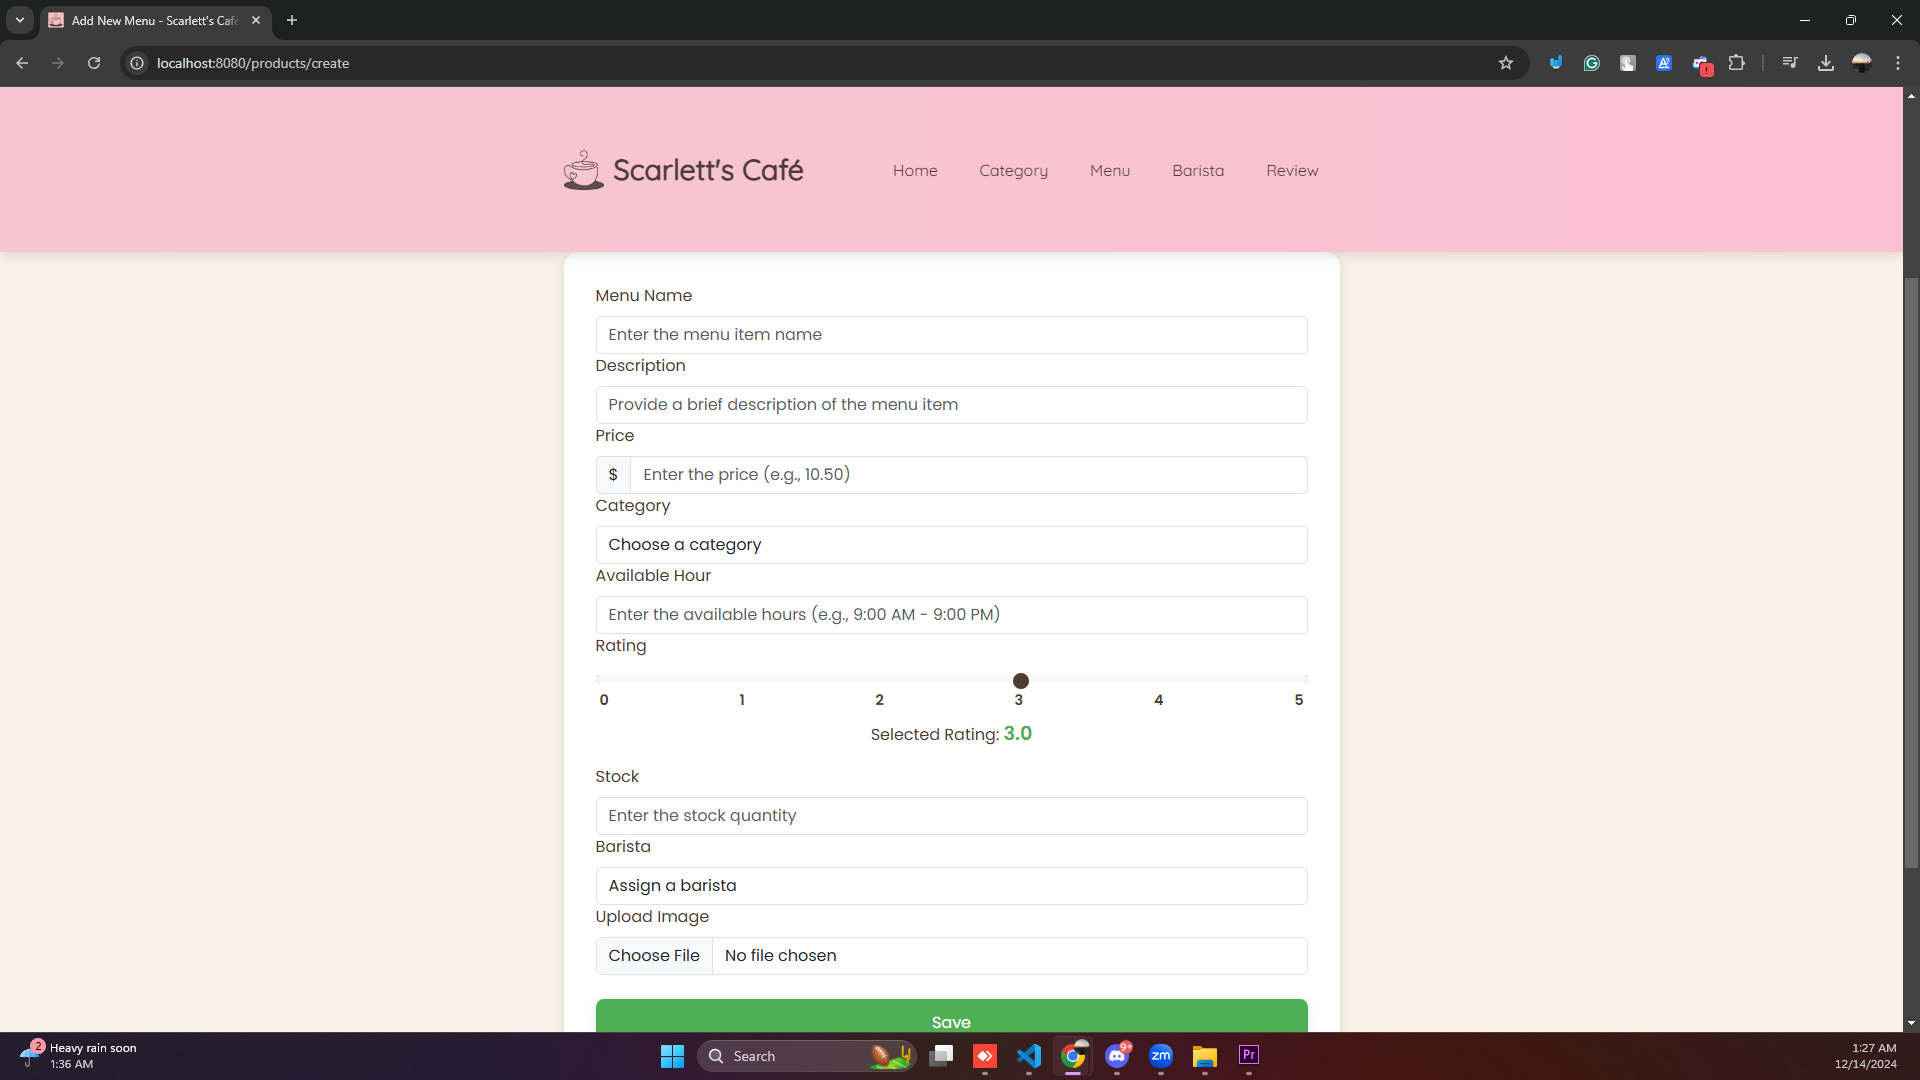 Add New Menu - Scarlett's Café
localhost:8080/products/create
Scarlett's Café
Home
Category
Menu
Barista
Review
Menu Name
Enter the menu item name
Description
Provide a brief description of the menu item
Price
$
Enter the price (e.g., 10.50)
Category
Choose a category
Available Hour
Enter the available hours (e.g., 9:00 AM - 9:00 PM)
Rating
0 1 2 3 4 5
Selected Rating: 3.0
Stock
Enter the stock quantity
Barista
Assign a barista
Upload Image
Choose File
No file chosen
Save
2
Heavy rain soon
1:36 AM
Search
9+
zm
Pr
1:27 AM
12/14/2024